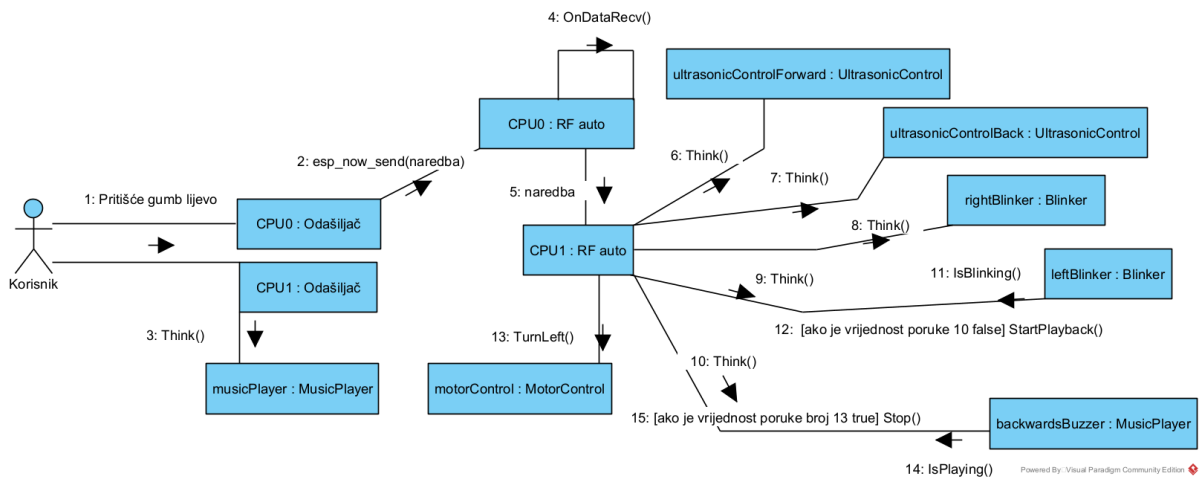 4: OnDataRecv()
ultrasonicControlForward : UltrasonicControl
CPU0 : RF auto
ultrasonicControlBack : UltrasonicControl
2: esp_now_send(naredba)
6: Think()
7: Think()
1: Pritišće gumb lijevo
5: naredba
rightBlinker : Blinker
CPU0 : Odašiljač
8: Think()
CPU1 : RF auto
Korisnik
CPU1 : Odašiljač
9: Think()
11: IsBlinking()
leftBlinker : Blinker
3: Think()
13: TurnLeft()
12: [ako je vrijednost poruke 10 false] StartPlayback()
10: Think()
musicPlayer : MusicPlayer
motorControl : MotorControl
15: [ako je vrijednost poruke broj 13 true] Stop()
backwardsBuzzer : MusicPlayer
14: IsPlaying()
Powered By Visual Paradigm Community Edition